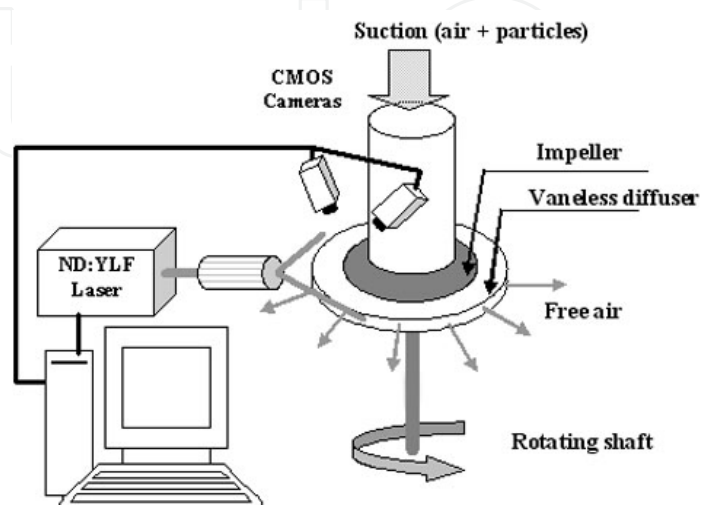 Suction (air + particles)
CMOS
Cameras
Impeller
Vaneless diffuser
ND:YLF
Laser
Free air
Rotating shaft